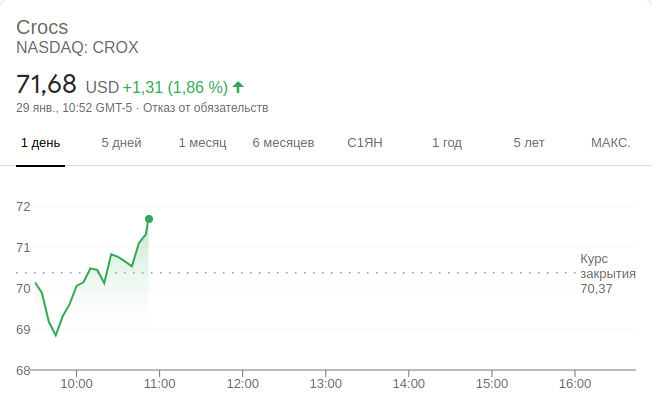 Crocs
NASDAQ: CROX
71,68 USD +1,31 (1,86 %)
29 янв., 10:52 GMT-5 · Отказ от обязательств
1 день 5 дней 1 месяц 6 месяцев С1ЯН 1 год 5 лет МАКС.
72
71
Курс
закрытия
70 70,37
69
68
10:00 11:00 12:00 13:00 14:00 15:00 16:00